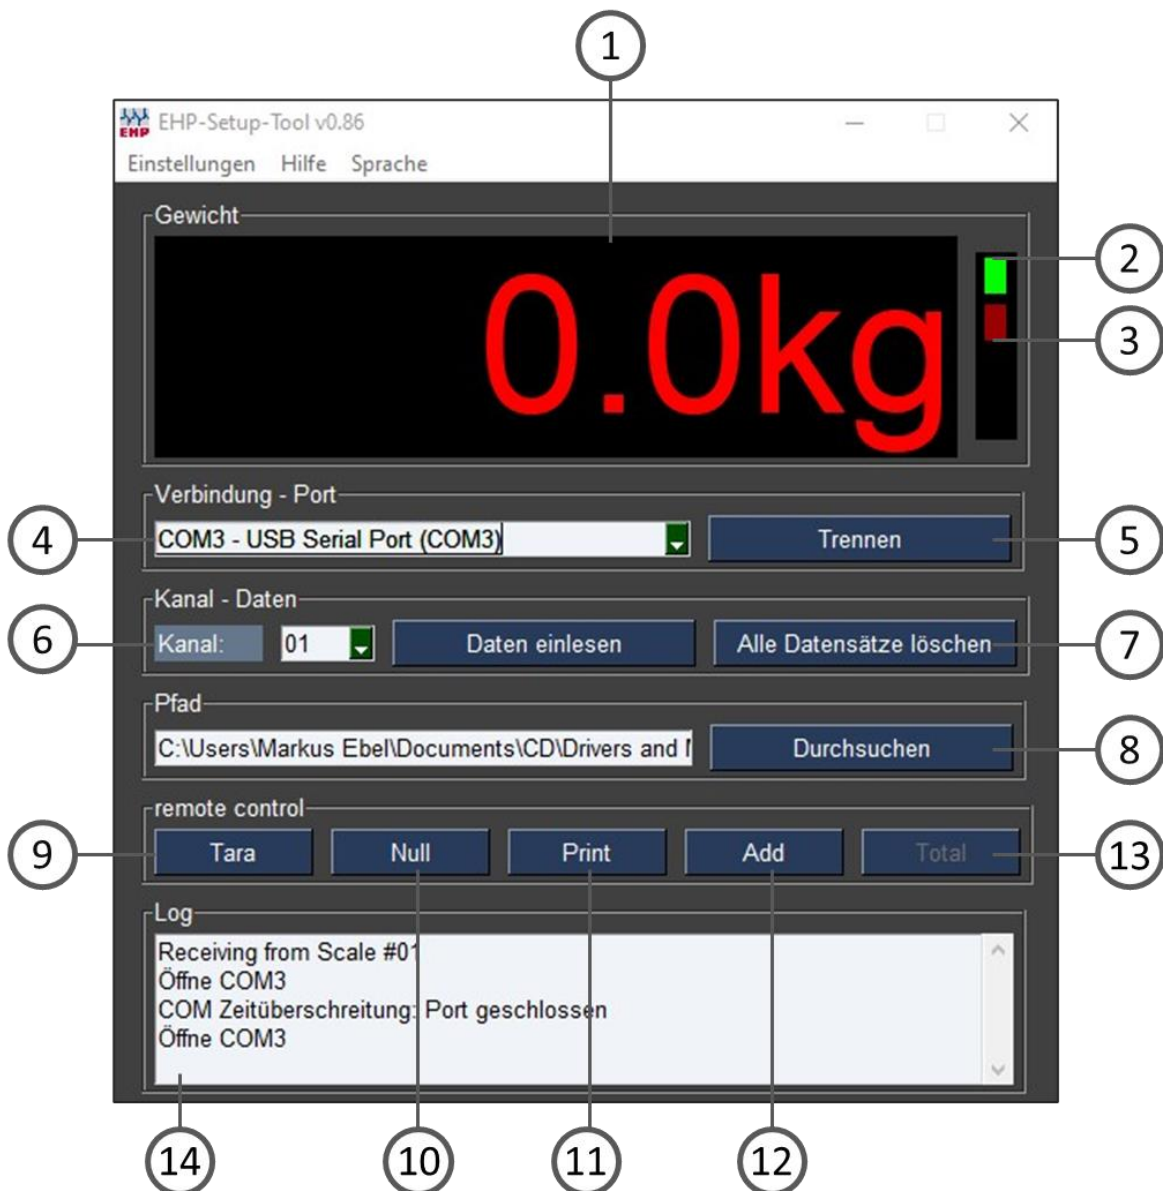 1
EHP
EHP-Setup-Tool v0.86
Einstellungen Hilfe Sprache
Gewicht
0.0kg
2
3
Verbindung - Port
4
COM3 - USB Serial Port (COM3)
Trennen
5
Kanal - Daten
6
Kanal:
01
Daten einlesen
Alle Datensätze löschen
7
Pfad
C:\Users\Markus Ebel\Documents\CD\Drivers and
Durchsuchen
8
remote control
9
Tara
Null
Print
Add
Total
13
Log
Receiving from Scale #01
Öffne COM3
COM Zeitüberschreitung: Port geschlossen
Öffne COM3
14
10
11
12